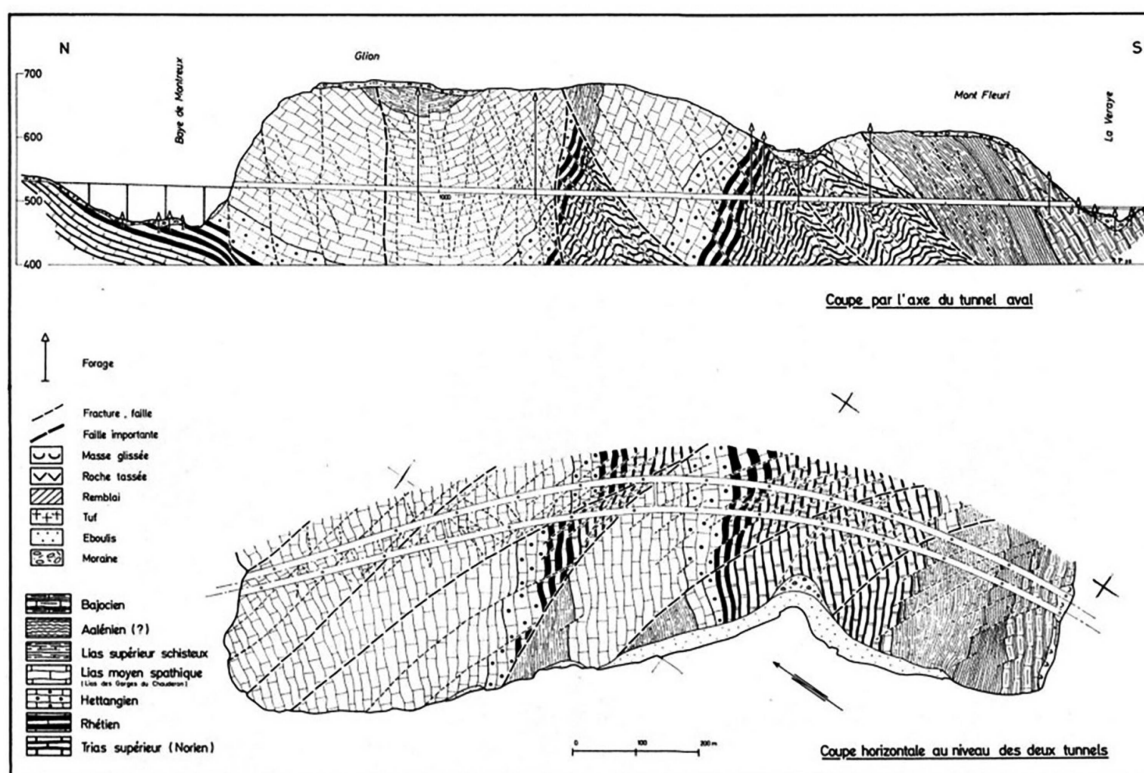 N
S
Glion
Baye de Montreux
Mont Fleuri
La Veraye
700
600
500
400
1000
Coupe par l'axe du tunnel aval
Forage
Fracture, faille
Faille importante
Masse glissée
Roche tassée
Remblai
Tuf
Eboulis
Moraine
Bajocien
Aalénien (?)
Lias supérieur schisteux
Lias moyen spathique
(Lias des Gorges du Chauderon)
Hettangien
Rhétien
Trias supérieur (Norien)
0 100 200 m
Coupe horizontale au niveau des deux tunnels